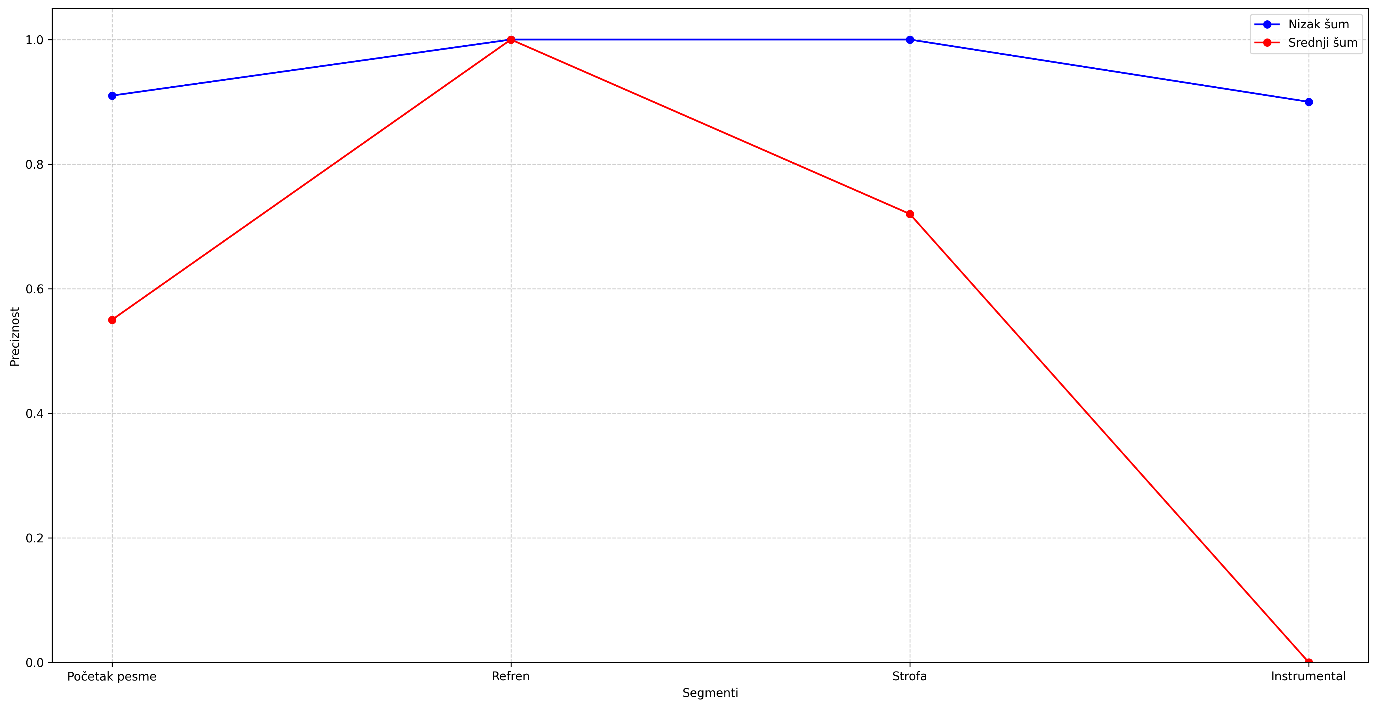 Nizak šum
Srednji šum
1.0
0.8
0.6
0.4
0.2
0.0
Preciznost
Početak pesme
Refren
Strofa
Instrumental
Segmenti